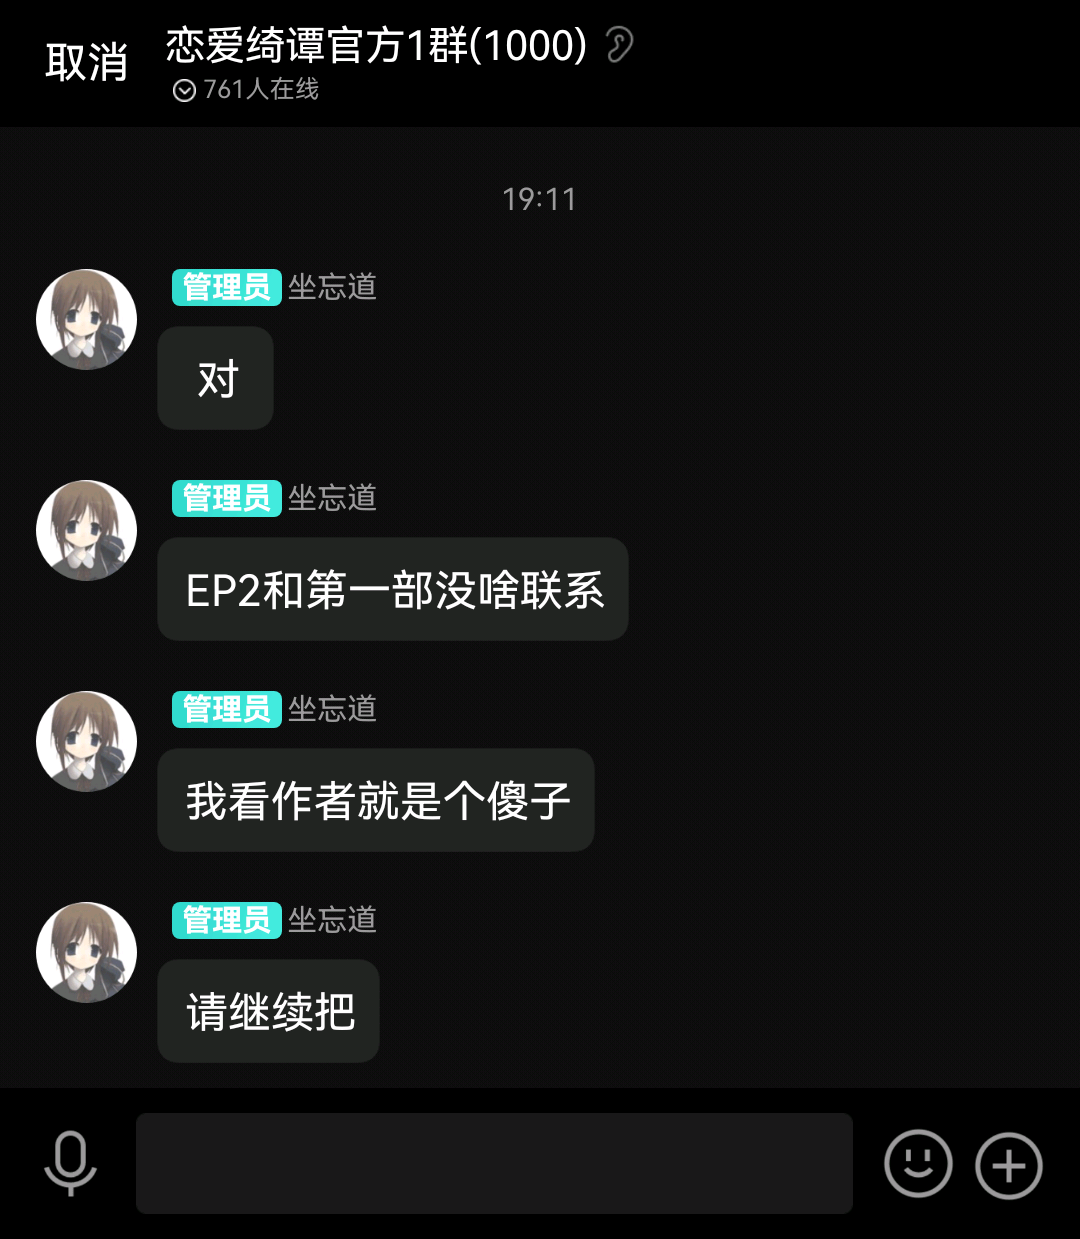 取消
恋爱绮谭官方1群(1000)
761人在线
19:11
管理员 坐忘道
对
管理员 坐忘道
EP2和第一部没啥联系
管理员 坐忘道
我看作者就是个傻子
管理员 坐忘道
请继续把